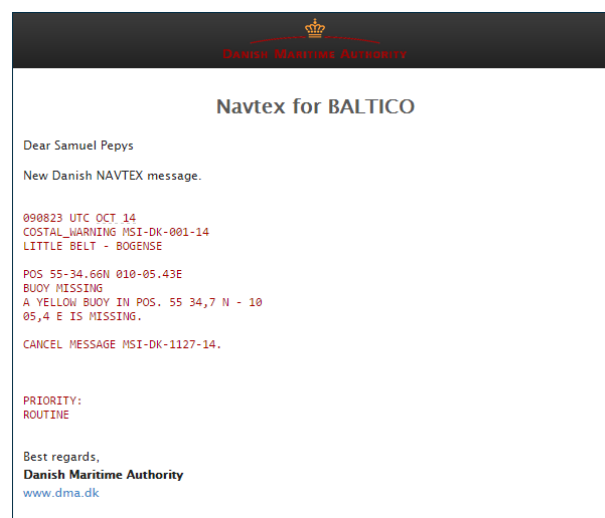 DANISH MARITIME AUTHORITY
Navtex for BALTICO
Dear Samuel Pepys
New Danish NAVTEX message.
090823 UTC OCT 14
COSTAL_WARNING MSI-DK-001-14
LITTLE BELT - BOGENSE
POS 55-34.66N 010-05.43E
BUOY MISSING
A YELLOW BUOY IN POS. 55 34,7 N - 10
05,4 E IS MISSING.
CANCEL MESSAGE MSI-DK-1127-14.
PRIORITY:
ROUTINE
Best regards,
Danish Maritime Authority
www.dma.dk